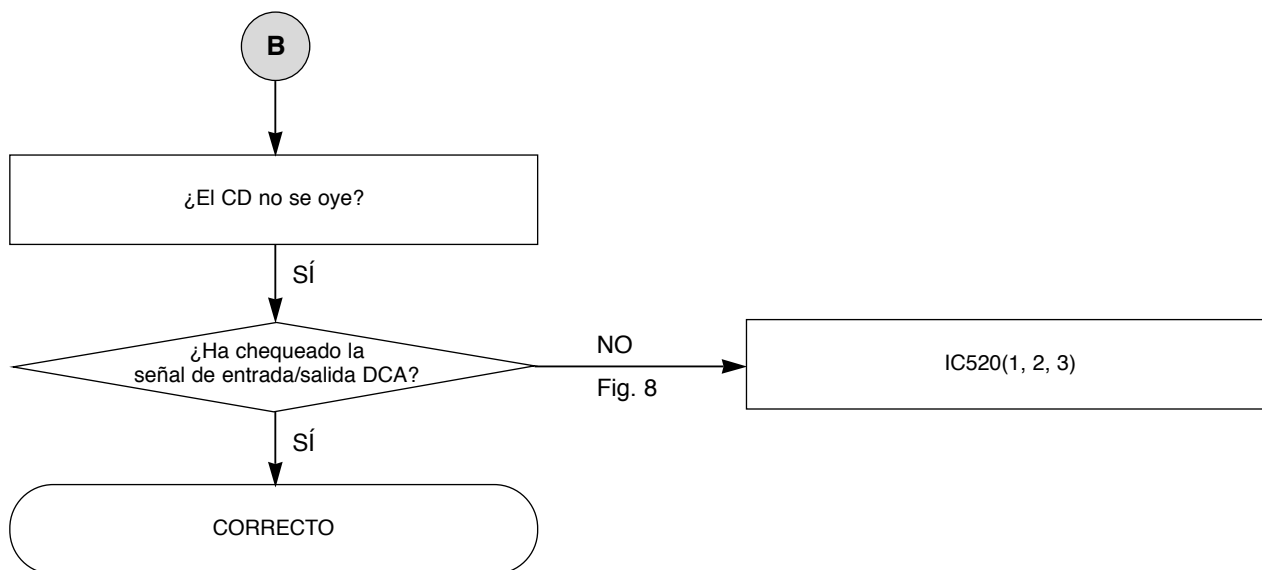 B
¿El CD no se oye?
SÍ
¿Ha chequeado la
señal de entrada/salida DCA?
NO
Fig. 8
IC520(1, 2, 3)
SÍ
CORRECTO